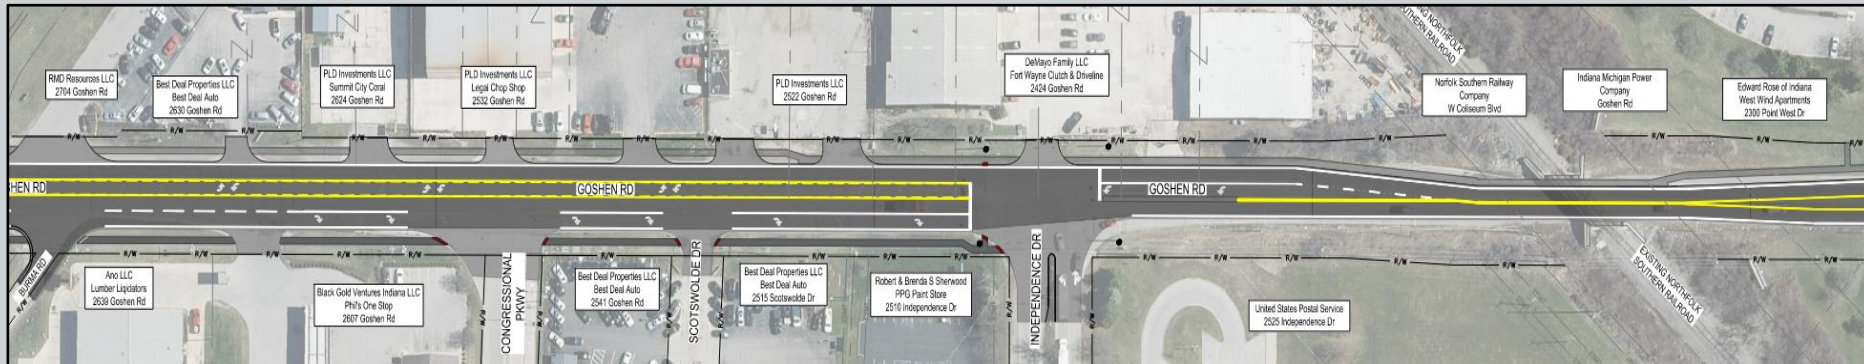 EXISTING NORTHFOLK
SOUTHERN RAILROAD
RMD Resources LLC
2704 Goshen Rd
Best Deal Properties LLC
Best Deal Auto
2630 Goshen Rd
PLD Investments LLC
Summit City Coral
2624 Goshen Rd
PLD Investments LLC
Legal Chop Shop
2532 Goshen Rd
PLD Investments LLC
2522 Goshen Rd
DeMayo Family LLC
Fort Wayne Clutch & Driveline
2424 Goshen Rd
Norfolk Southern Railway
Company
W Coliseum Blvd
Indiana Michigan Power
Company
Goshen Rd
Edward Rose of Indiana
West Wind Apartments
2300 Point West Dr
R/W R/W R/W R/W R/W R/W R/W R/W R/W R/W R/W R/W R/W R/W
SHEN RD
GOSHEN RD
GOSHEN RD
BURMA RD
R/W R/W R/W R/W R/W R/W R/W R/W R/W R/W R/W R/W
Ano LLC
Lumber Liqidators
2639 Goshen Rd
Black Gold Ventures Indiana LLC
Phil's One Stop
2607 Goshen Rd
CONGRESSIONAL
PKWY
Best Deal Properties LLC
Best Deal Auto
2541 Goshen Rd
SCOTSWOLDE DR
Best Deal Properties LLC
Best Deal Auto
2515 Scotswolde Dr
Robert & Brenda S Sherwood
PPG Paint Store
2510 Independence Dr
INDEPENDENCE DR
United States Postal Service
2525 Independence Dr
EXISTING NORTHFOLK
SOUTHERN RAILROAD